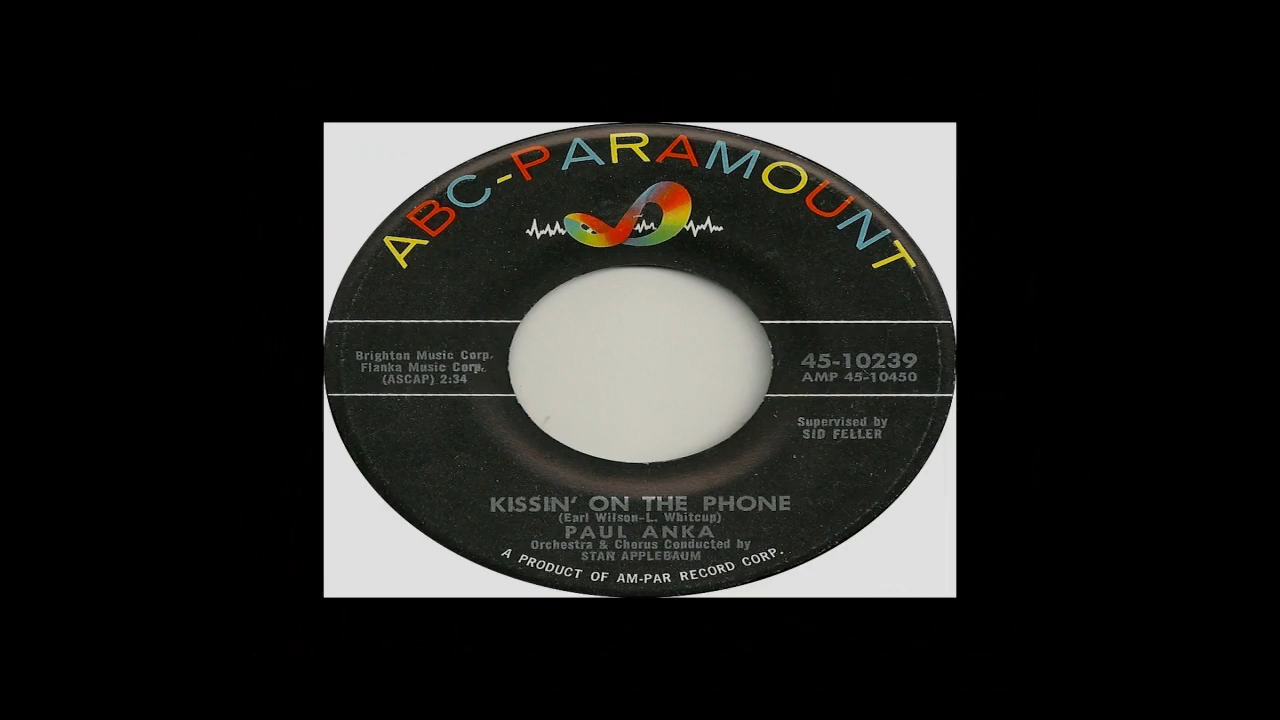 ABC-PARAMOUNT
Brighton Music Corp.
Flanka Music Corp.
(ASCAP) 2:34
45-10239
AMP 45-10450
Supervised by
SID FELLER
KISSIN' ON THE PHONE
(Earl Wilson-L. Whitcup)
PAUL ANKA
Orchestra & Chorus Conducted by
STAN APPLEBAUM
A PRODUCT OF AM-PAR RECORD CORP.